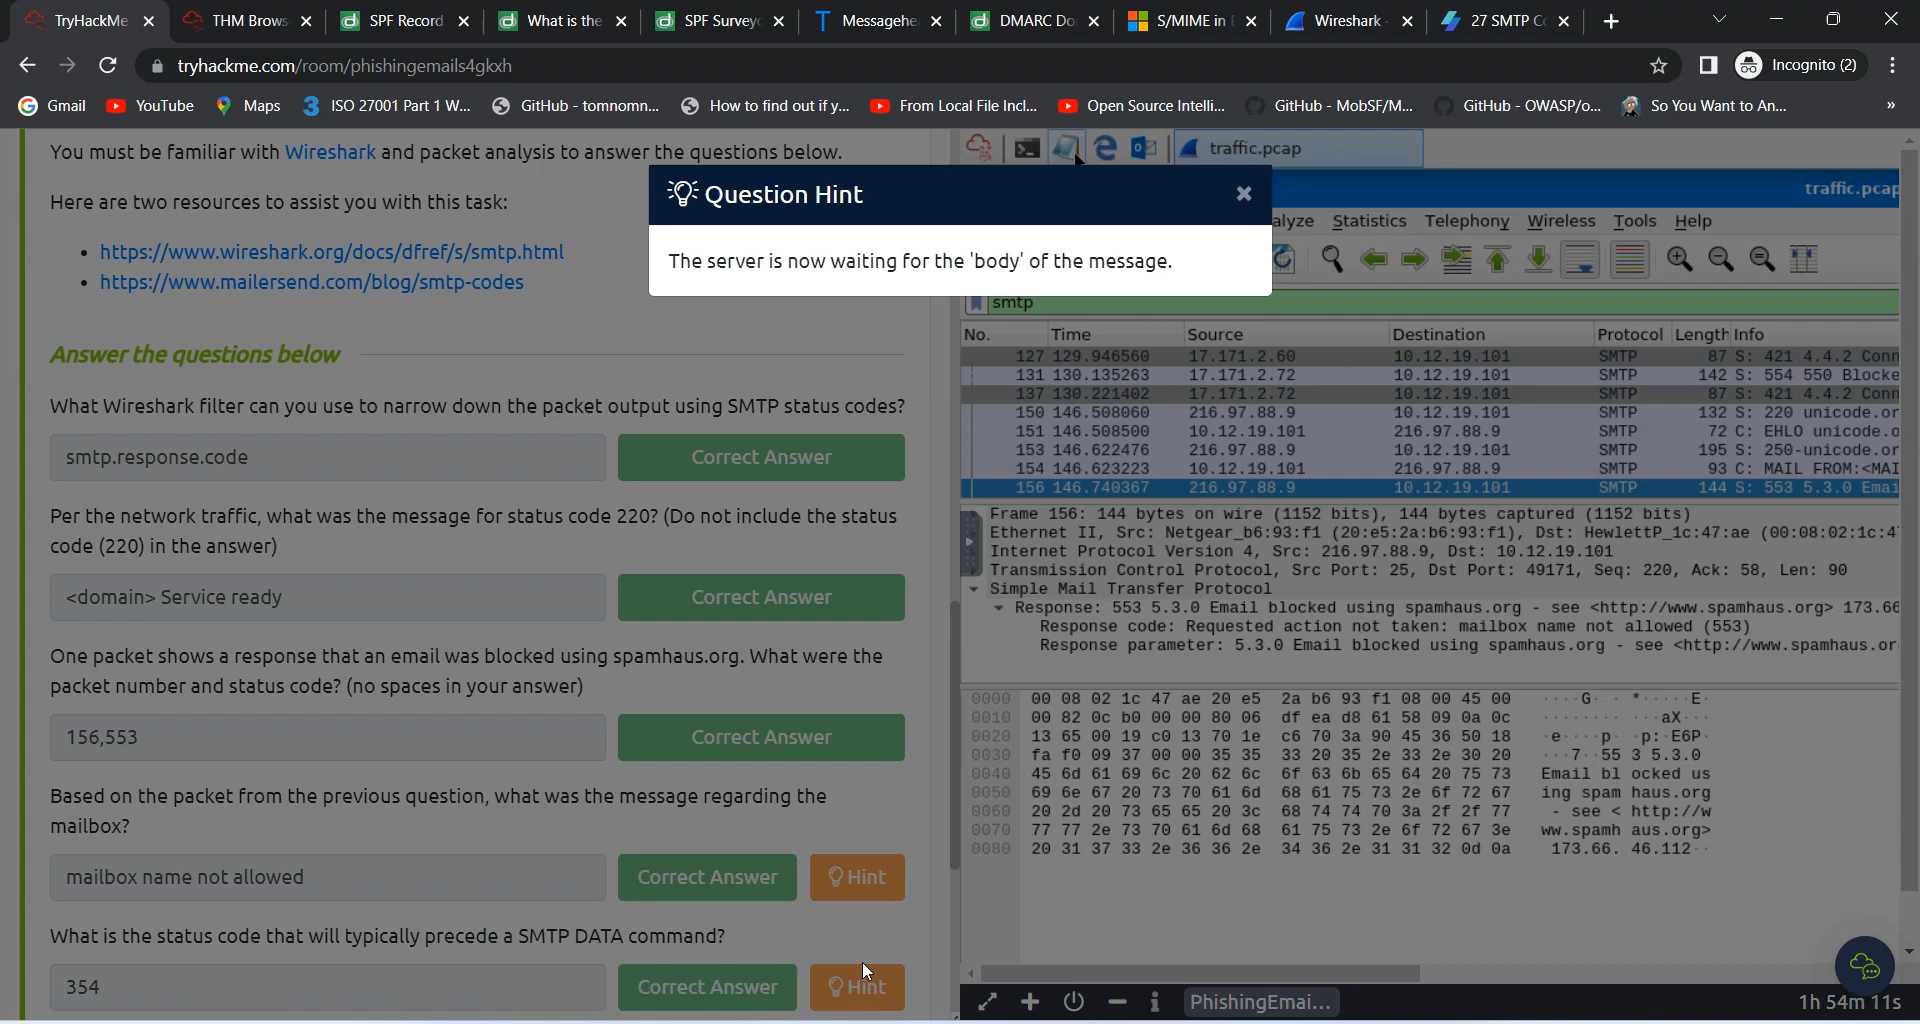 TryHackMe
THM Brows
SPF Record
What is the
SPF Survey
Messagehe
DMARC Do
S/MIME in E
Wireshark ·
27 SMTP C
tryhackme.com/room/phishingemails4gkxh
Incognito (2)
Gmail
YouTube
Maps
ISO 27001 Part 1 W...
GitHub - tomnomn...
How to find out if y...
From Local File Incl...
Open Source Intelli...
GitHub - MobSF/M...
GitHub - OWASP/o...
So You Want to An...
»
You must be familiar with Wireshark and packet analysis to answer the questions below.
Here are two resources to assist you with this task:
• https://www.wireshark.org/docs/dfref/s/smtp.html
• https://www.mailersend.com/blog/smtp-codes
Answer the questions below
What Wireshark filter can you use to narrow down the packet output using SMTP status codes?
smtp.response.code
Correct Answer
Per the network traffic, what was the message for status code 220? (Do not include the status
code (220) in the answer)
<domain> Service ready
Correct Answer
One packet shows a response that an email was blocked using spamhaus.org. What were the
packet number and status code? (no spaces in your answer)
156,553
Correct Answer
Based on the packet from the previous question, what was the message regarding the
mailbox?
mailbox name not allowed
Correct Answer
Hint
What is the status code that will typically precede a SMTP DATA command?
354
Correct Answer
Hint
Question Hint
The server is now waiting for the 'body' of the message.
traffic.pcap
traffic.pcap
alyze Statistics Telephony Wireless Tools Help
smtp
No. Time Source Destination Protocol Length Info
127 129.946560 17.171.2.60 10.12.19.101 SMTP 87 S: 421 4.4.2 Conn
131 130.135263 17.171.2.72 10.12.19.101 SMTP 142 S: 554 550 Blocke
137 130.221402 17.171.2.72 10.12.19.101 SMTP 87 S: 421 4.4.2 Conn
150 146.508060 216.97.88.9 10.12.19.101 SMTP 132 S: 220 unicode.or
151 146.508500 10.12.19.101 216.97.88.9 SMTP 72 C: EHLO unicode.o
153 146.622476 216.97.88.9 10.12.19.101 SMTP 195 S: 250-unicode.or
154 146.623223 10.12.19.101 216.97.88.9 SMTP 93 C: MAIL FROM:<MAI
156 146.740367 216.97.88.9 10.12.19.101 SMTP 144 S: 553 5.3.0 Emai
Frame 156: 144 bytes on wire (1152 bits), 144 bytes captured (1152 bits)
Ethernet II, Src: Netgear_b6:93:f1 (20:e5:2a:b6:93:f1), Dst: HewlettP_1c:47:ae (00:08:02:1c:4
Internet Protocol Version 4, Src: 216.97.88.9, Dst: 10.12.19.101
Transmission Control Protocol, Src Port: 25, Dst Port: 49171, Seq: 220, Ack: 58, Len: 90
Simple Mail Transfer Protocol
Response: 553 5.3.0 Email blocked using spamhaus.org - see <http://www.spamhaus.org> 173.66
Response code: Requested action not taken: mailbox name not allowed (553)
Response parameter: 5.3.0 Email blocked using spamhaus.org - see <http://www.spamhaus.or
0000 00 08 02 1c 47 ae 20 e5 2a b6 93 f1 08 00 45 00 ····G· · *·····E·
0010 00 82 0c b0 00 00 80 06 df ea d8 61 58 09 0a 0c ········ ···aX···
0020 13 65 00 19 c0 13 70 1e c6 70 3a 90 45 36 50 18 ·e····p· ·p:·E6P·
0030 fa f0 09 37 00 00 35 35 33 20 35 2e 33 2e 30 20 ···7··55 3 5.3.0
0040 45 6d 61 69 6c 20 62 6c 6f 63 6b 65 64 20 75 73 Email bl ocked us
0050 69 6e 67 20 73 70 61 6d 68 61 75 73 2e 6f 72 67 ing spam haus.org
0060 20 2d 20 73 65 65 20 3c 68 74 74 70 3a 2f 2f 77 - see < http://w
0070 77 77 2e 73 70 61 6d 68 61 75 73 2e 6f 72 67 3e ww.spamh aus.org>
0080 20 31 37 33 2e 36 36 2e 34 36 2e 31 31 32 0d 0a 173.66. 46.112··
PhishingEmai...
1h 54m 11s